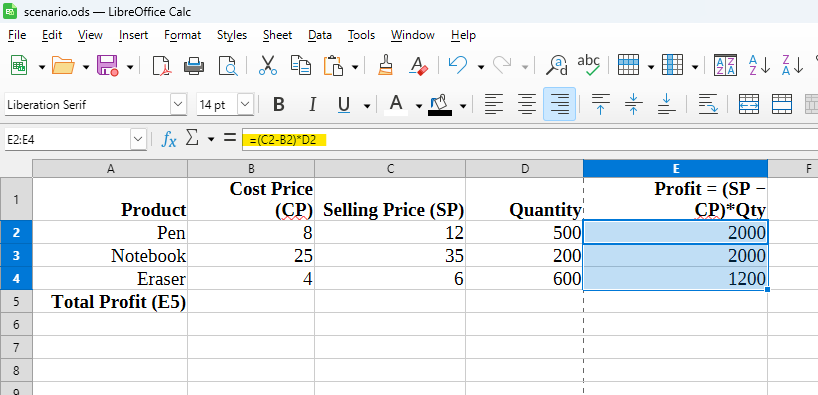 scenario.ods — LibreOffice Calc
File Edit View Insert Format Styles Sheet Data Tools Window Help
abc
A Z A Z Z A
Liberation Serif 14 pt B I U A
E2:E4 fx Σ = =(C2-B2)*D2
A B C D E F
1 Product Cost Price (CP) Selling Price (SP) Quantity Profit = (SP − CP)*Qty
2 Pen 8 12 500 2000
3 Notebook 25 35 200 2000
4 Eraser 4 6 600 1200
5 Total Profit (E5)
6
7
8
9